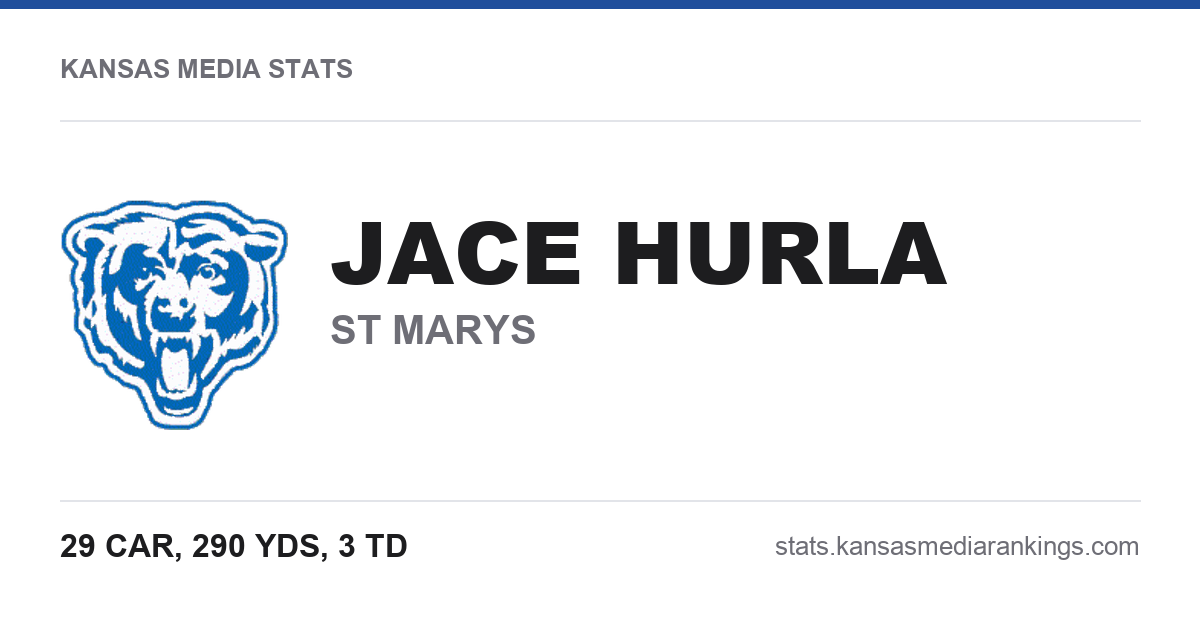 KANSAS MEDIA STATS
JACE HURLA
ST MARYS
29 CAR, 290 YDS, 3 TD
stats.kansasmediarankings.com